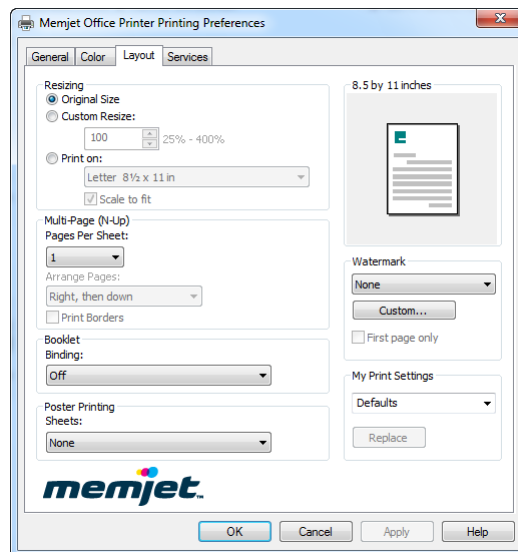 Memjet Office Printer Printing Preferences
General Color Layout Services
Resizing
Original Size
Custom Resize:
100 25% - 400%
Print on:
Letter 8½ x 11 in
Scale to fit
Multi-Page (N-Up)
Pages Per Sheet:
1
Arrange Pages:
Right, then down
Print Borders
Booklet
Binding:
Off
Poster Printing
Sheets:
None
memjet
8.5 by 11 inches
Watermark
None
Custom...
First page only
My Print Settings
Defaults
Replace
OK Cancel Apply Help